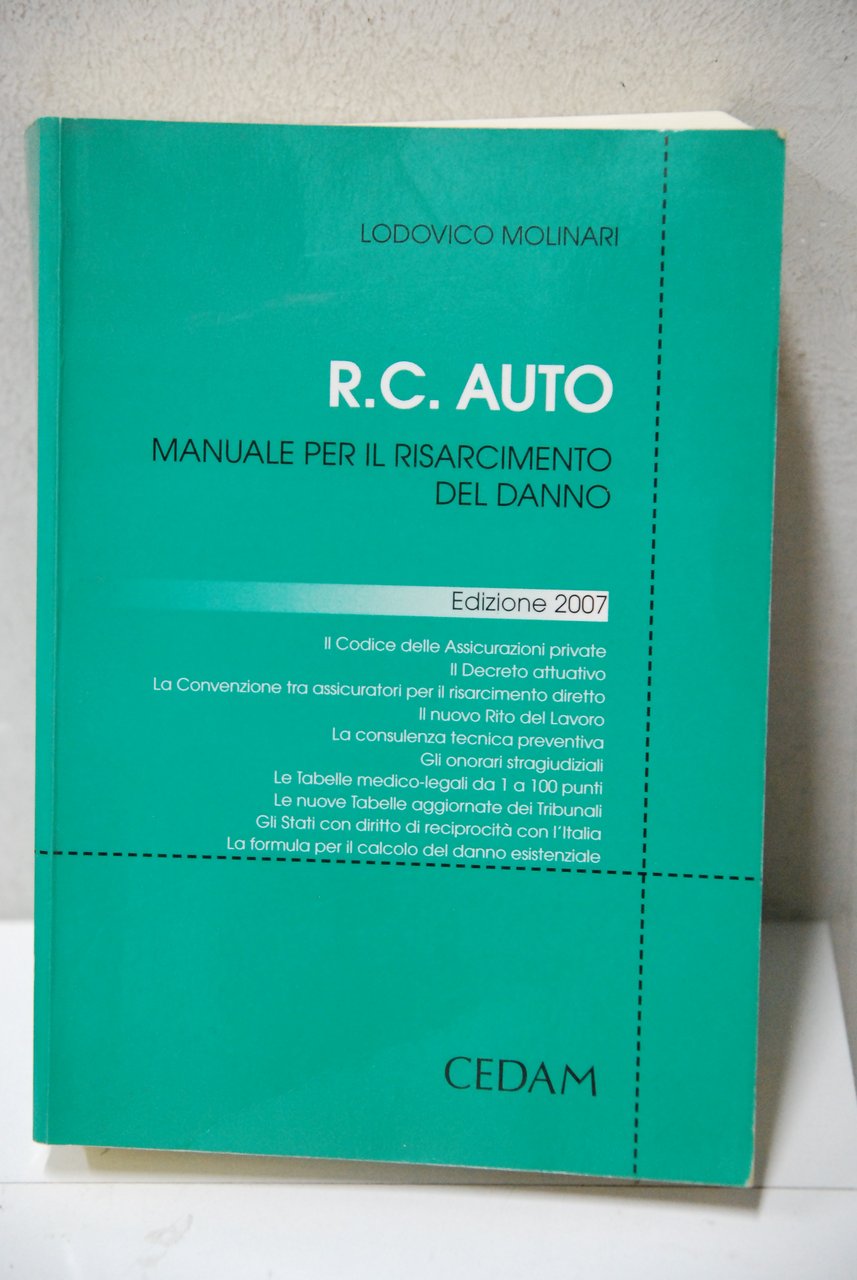 LODOVICO MOLINARI
R.C. AUTO
MANUALE PER IL RISARCIMENTO
DEL DANNO
Edizione 2007
Il Codice delle Assicurazioni private
Il Decreto attuativo
La Convenzione tra assicuratori per il risarcimento diretto
Il nuovo Rito del Lavoro
La consulenza tecnica preventiva
Gli onorari stragiudiziali
Le Tabelle medico-legali da 1 a 100 punti
Le nuove Tabelle aggiornate dei Tribunali
Gli Stati con diritto di reciprocità con l'Italia
La formula per il calcolo del danno esistenziale
CEDAM